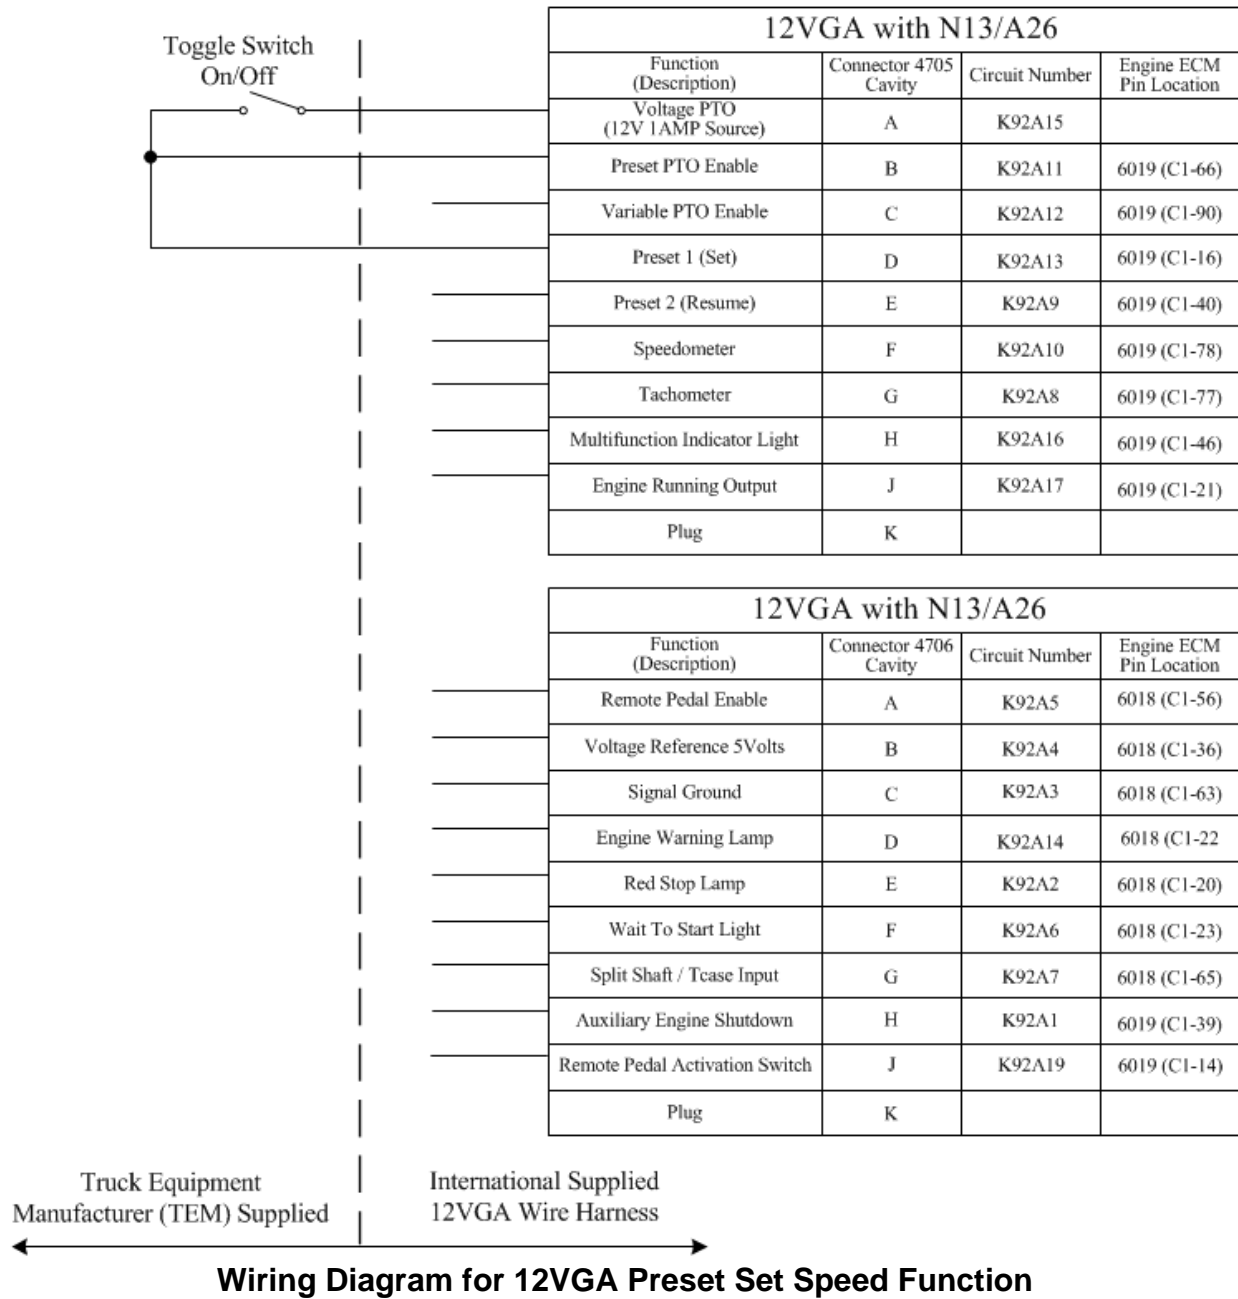 Toggle Switch
On/Off
12VGA with N13/A26
Function
(Description)
Connector 4705
Cavity
Circuit Number
Engine ECM
Pin Location
Voltage PTO
(12V 1AMP Source)
A
K92A15
Preset PTO Enable
B
K92A11
6019 (C1-66)
Variable PTO Enable
C
K92A12
6019 (C1-90)
Preset 1 (Set)
D
K92A13
6019 (C1-16)
Preset 2 (Resume)
E
K92A9
6019 (C1-40)
Speedometer
F
K92A10
6019 (C1-78)
Tachometer
G
K92A8
6019 (C1-77)
Multifunction Indicator Light
H
K92A16
6019 (C1-46)
Engine Running Output
J
K92A17
6019 (C1-21)
Plug
K
12VGA with N13/A26
Function
(Description)
Connector 4706
Cavity
Circuit Number
Engine ECM
Pin Location
Remote Pedal Enable
A
K92A5
6018 (C1-56)
Voltage Reference 5Volts
B
K92A4
6018 (C1-36)
Signal Ground
C
K92A3
6018 (C1-63)
Engine Warning Lamp
D
K92A14
6018 (C1-22
Red Stop Lamp
E
K92A2
6018 (C1-20)
Wait To Start Light
F
K92A6
6018 (C1-23)
Split Shaft / Tcase Input
G
K92A7
6018 (C1-65)
Auxiliary Engine Shutdown
H
K92A1
6019 (C1-39)
Remote Pedal Activation Switch
J
K92A19
6019 (C1-14)
Plug
K
Truck Equipment
Manufacturer (TEM) Supplied
International Supplied
12VGA Wire Harness
Wiring Diagram for 12VGA Preset Set Speed Function